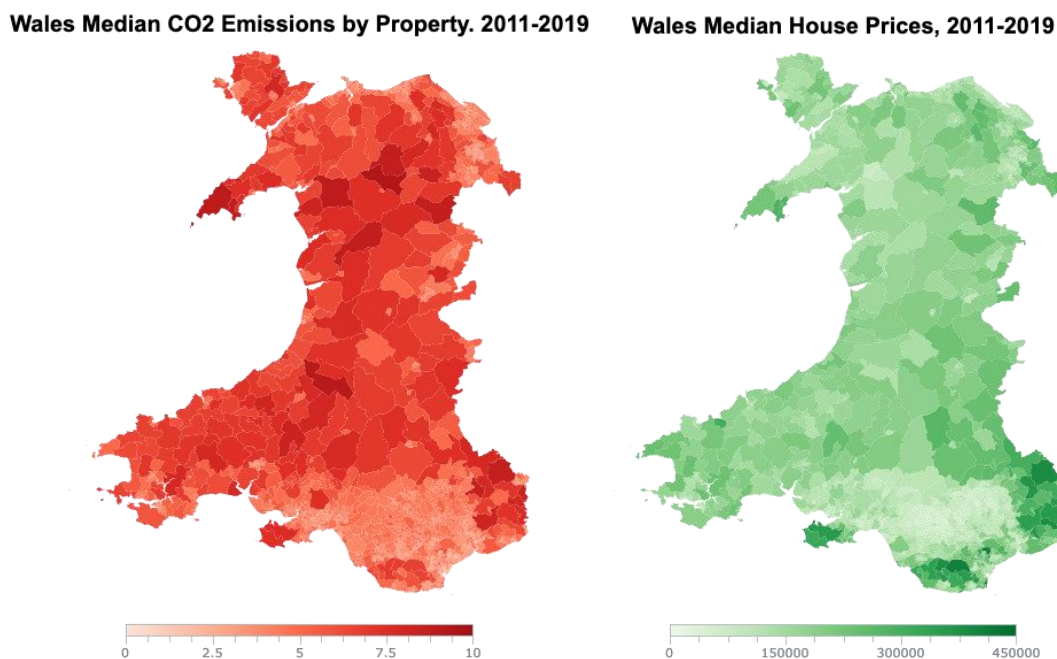 Wales Median CO2 Emissions by Property. 2011-2019
Wales Median House Prices, 2011-2019
0 2.5 5 7.5 10
0 150000 300000 450000